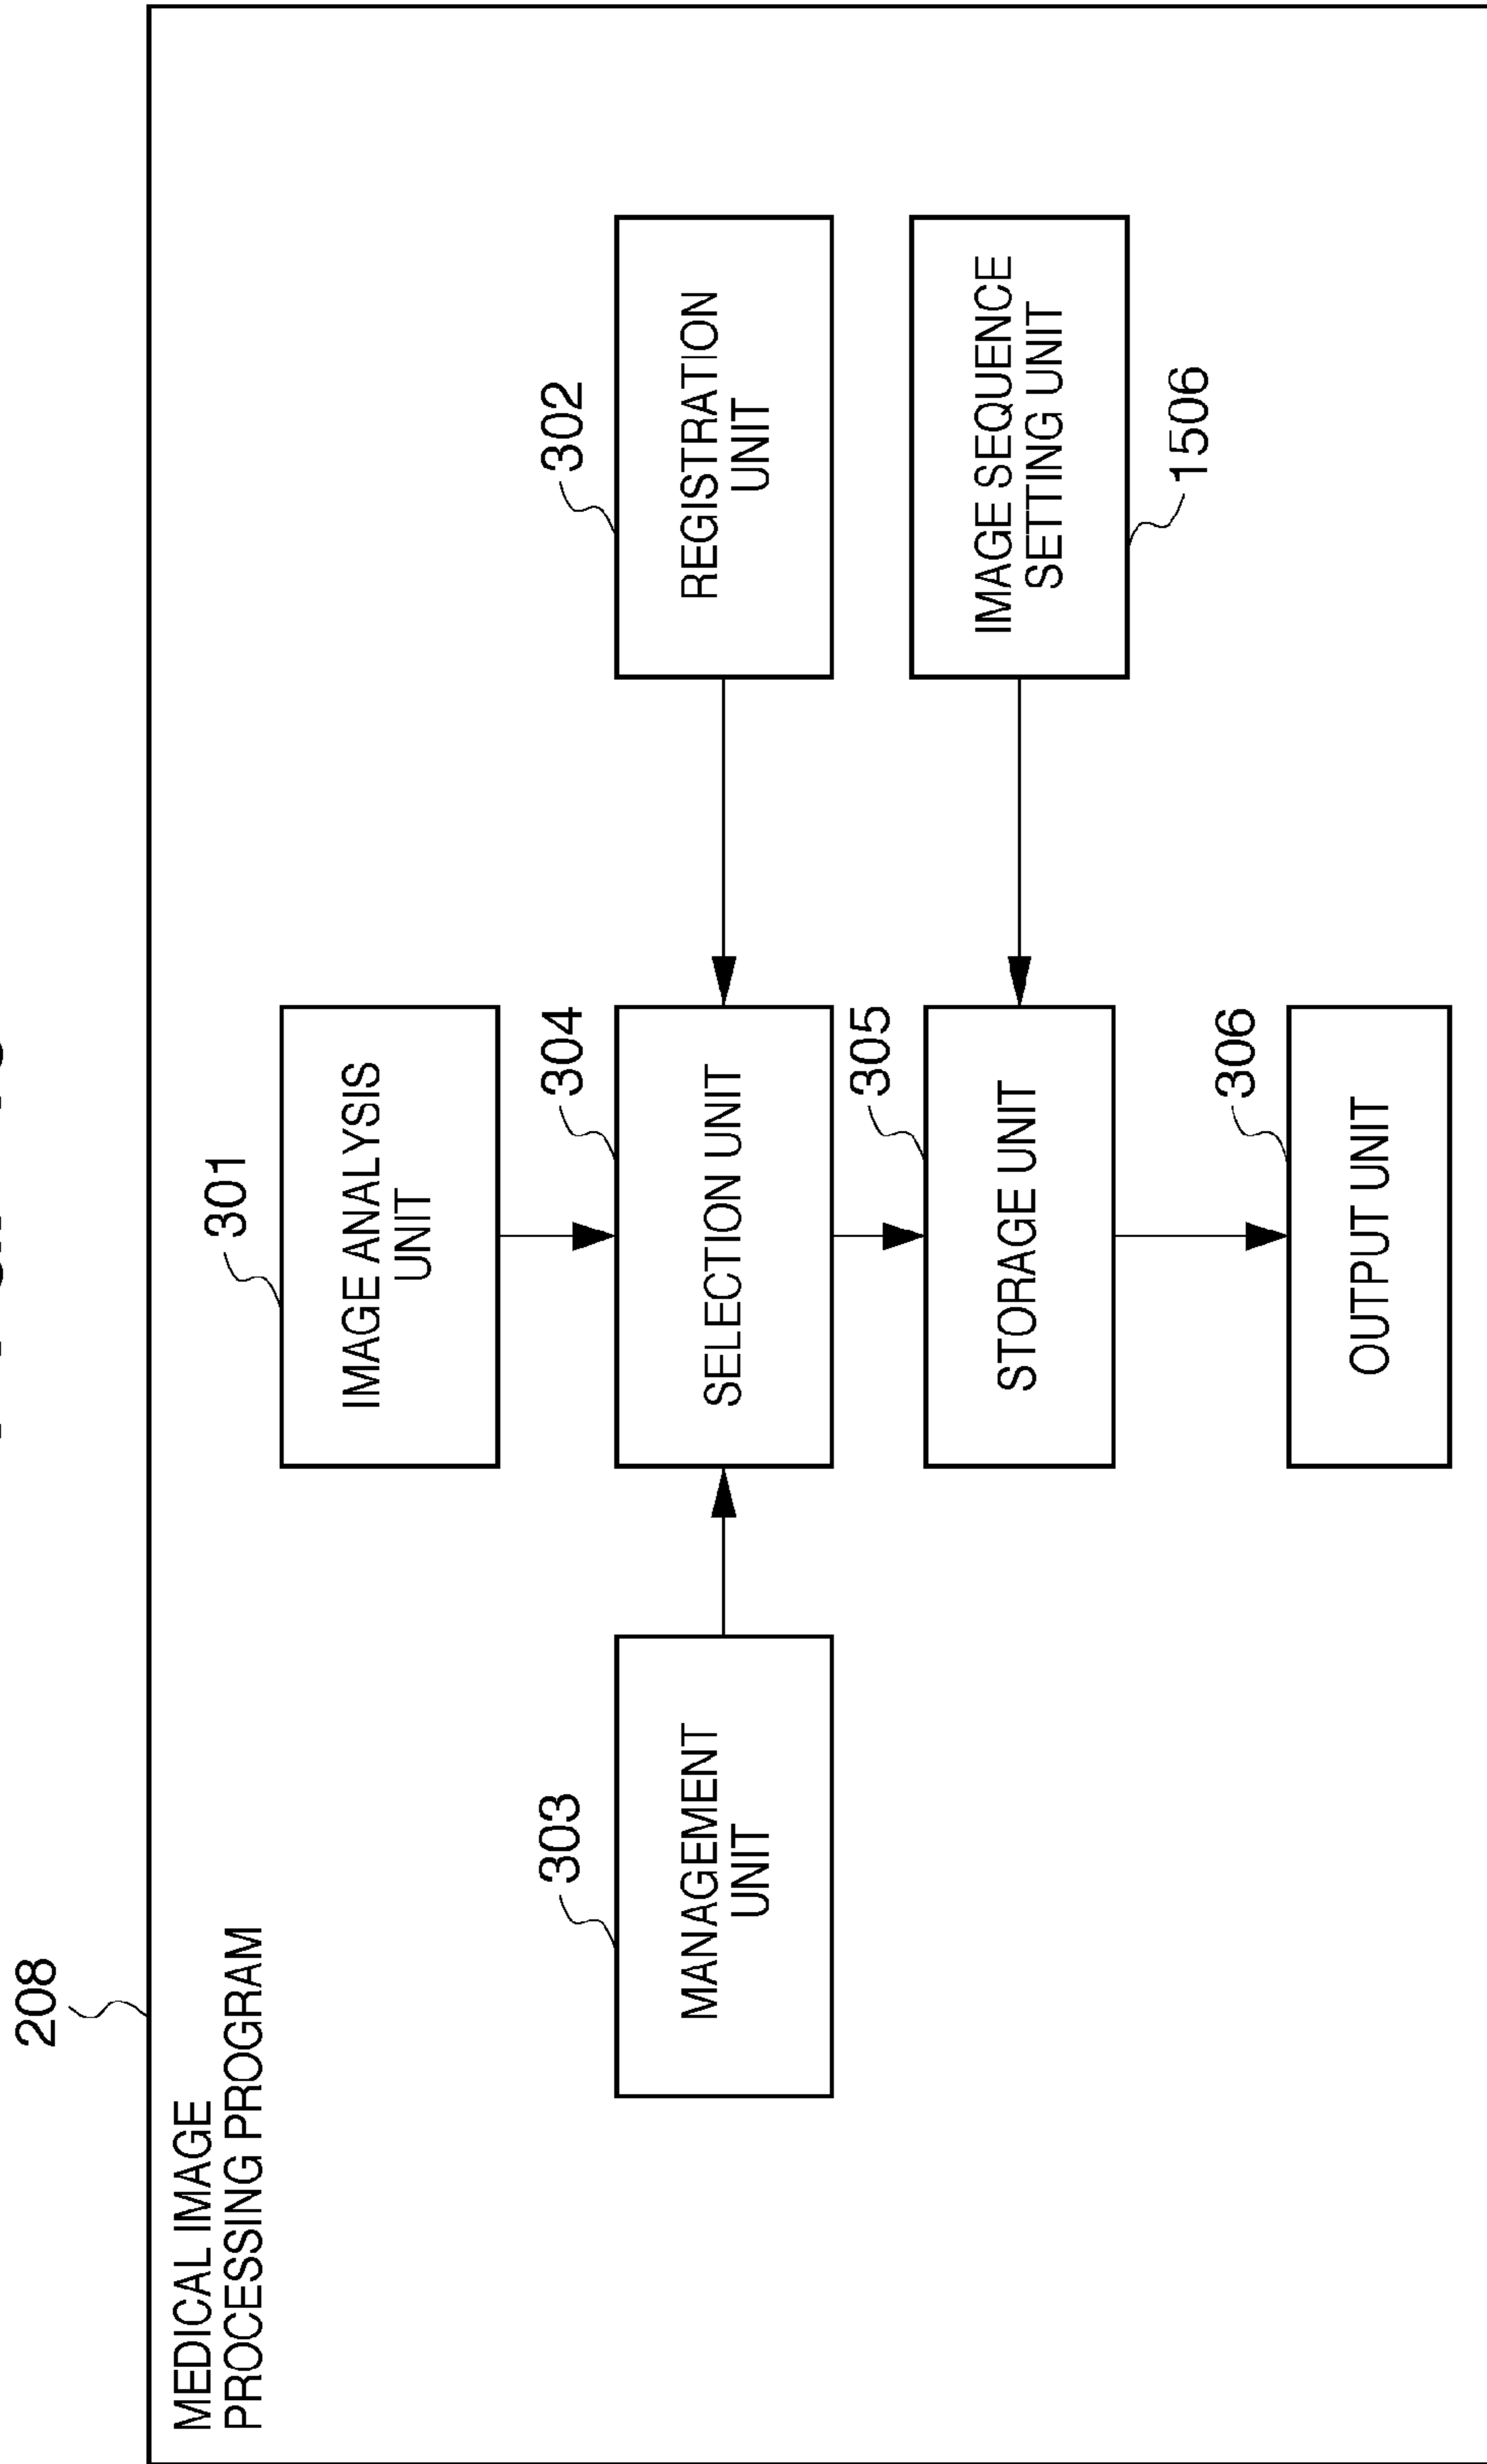 208
MEDICAL IMAGE
PROCESSING PROGRAM
301
IMAGE ANALYSIS
UNIT
303
MANAGEMENT
UNIT
304
SELECTION UNIT
302
REGISTRATION
UNIT
305
STORAGE UNIT
IMAGE SEQUENCE
SETTING UNIT
1506
306
OUTPUT UNIT